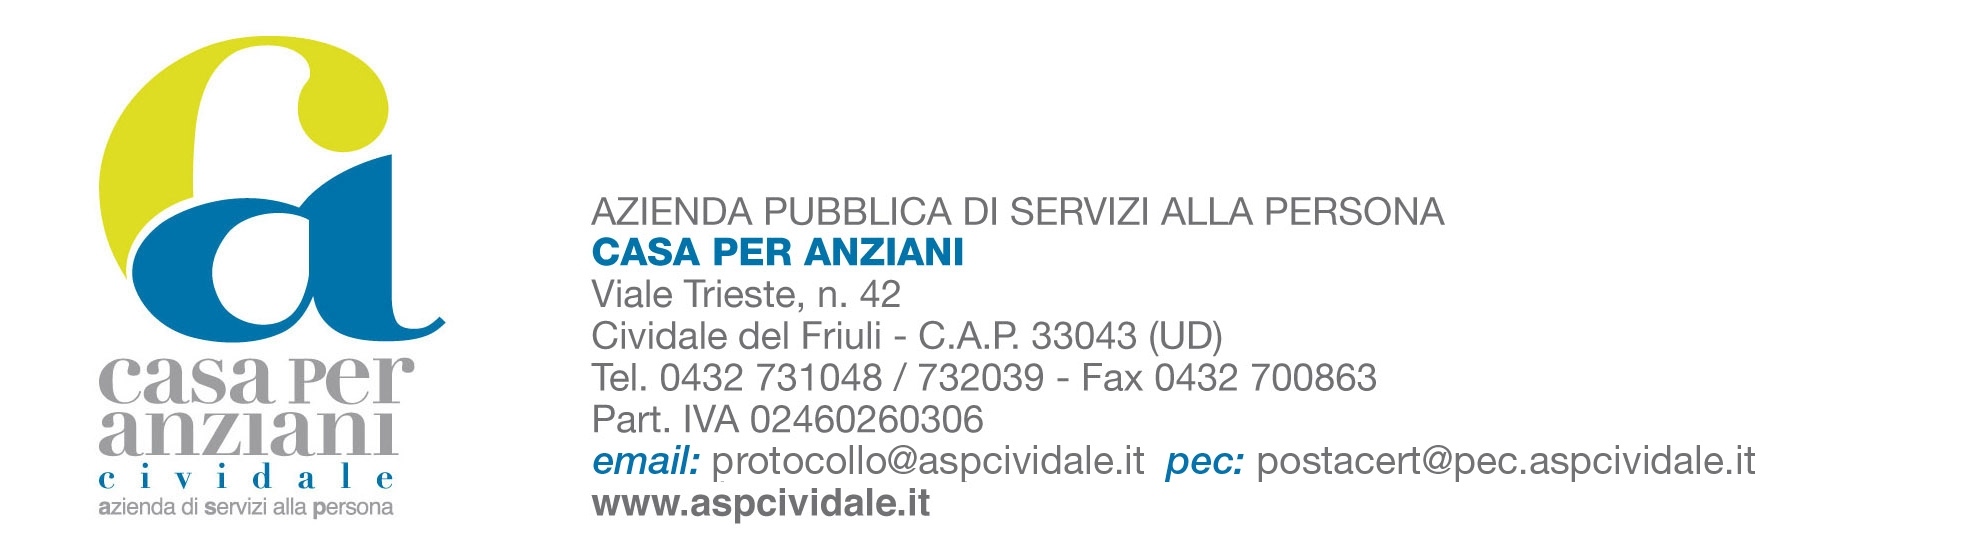 casa per
anziani
cividale
azienda di servizi alla persona
AZIENDA PUBBLICA DI SERVIZI ALLA PERSONA
CASA PER ANZIANI
Viale Trieste, n. 42
Cividale del Friuli - C.A.P. 33043 (UD)
Tel. 0432 731048 / 732039 - Fax 0432 700863
Part. IVA 02460260306
email: protocollo@aspcividale.it pec: postacert@pec.aspcividale.it
www.aspcividale.it